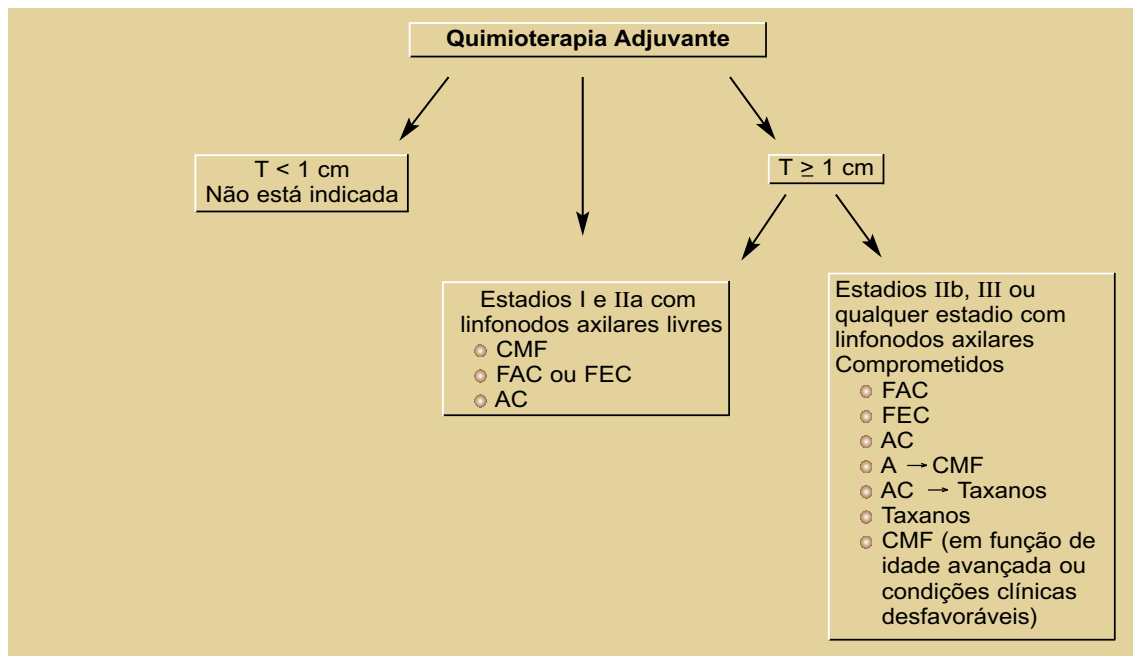 Quimioterapia Adjuvante
T < 1 cm
Não está indicada
T ≥ 1 cm
Estadios I e IIa com
linfonodos axilares livres
CMF
FAC ou FEC
AC
Estadios IIb, III ou
qualquer estadio com
linfonodos axilares
Comprometidos
FAC
FEC
AC
A → CMF
AC → Taxanos
Taxanos
CMF (em função de
idade avançada ou
condições clínicas
desfavoráveis)